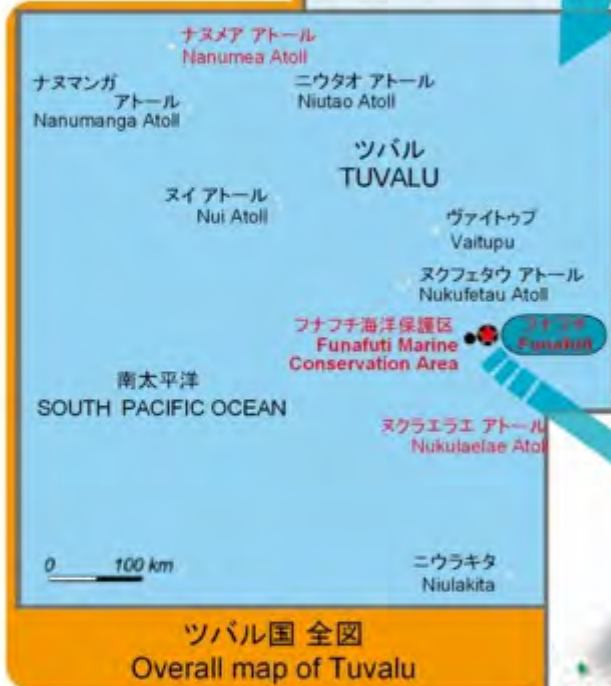 ナヌメア アトール
Nanumea Atoll
ナヌマンガ
アトール
Nanumanga Atoll
ニウタオ アトール
Niutao Atoll
ツバル
TUVALU
ヌイ アトール
Nui Atoll
ヴァイトゥプ
Vaitupu
ヌクフェタウ アトール
Nukufetau Atoll
フナフチ海洋保護区
Funafuti Marine
Conservation Area
フナフチ
Funafuti
南太平洋
SOUTH PACIFIC OCEAN
ヌクラエラエ アトール
Nukulaelae Atol
0 100 km
ニウラキタ
Niulakita
ツバル国 全図
Overall map of Tuvalu